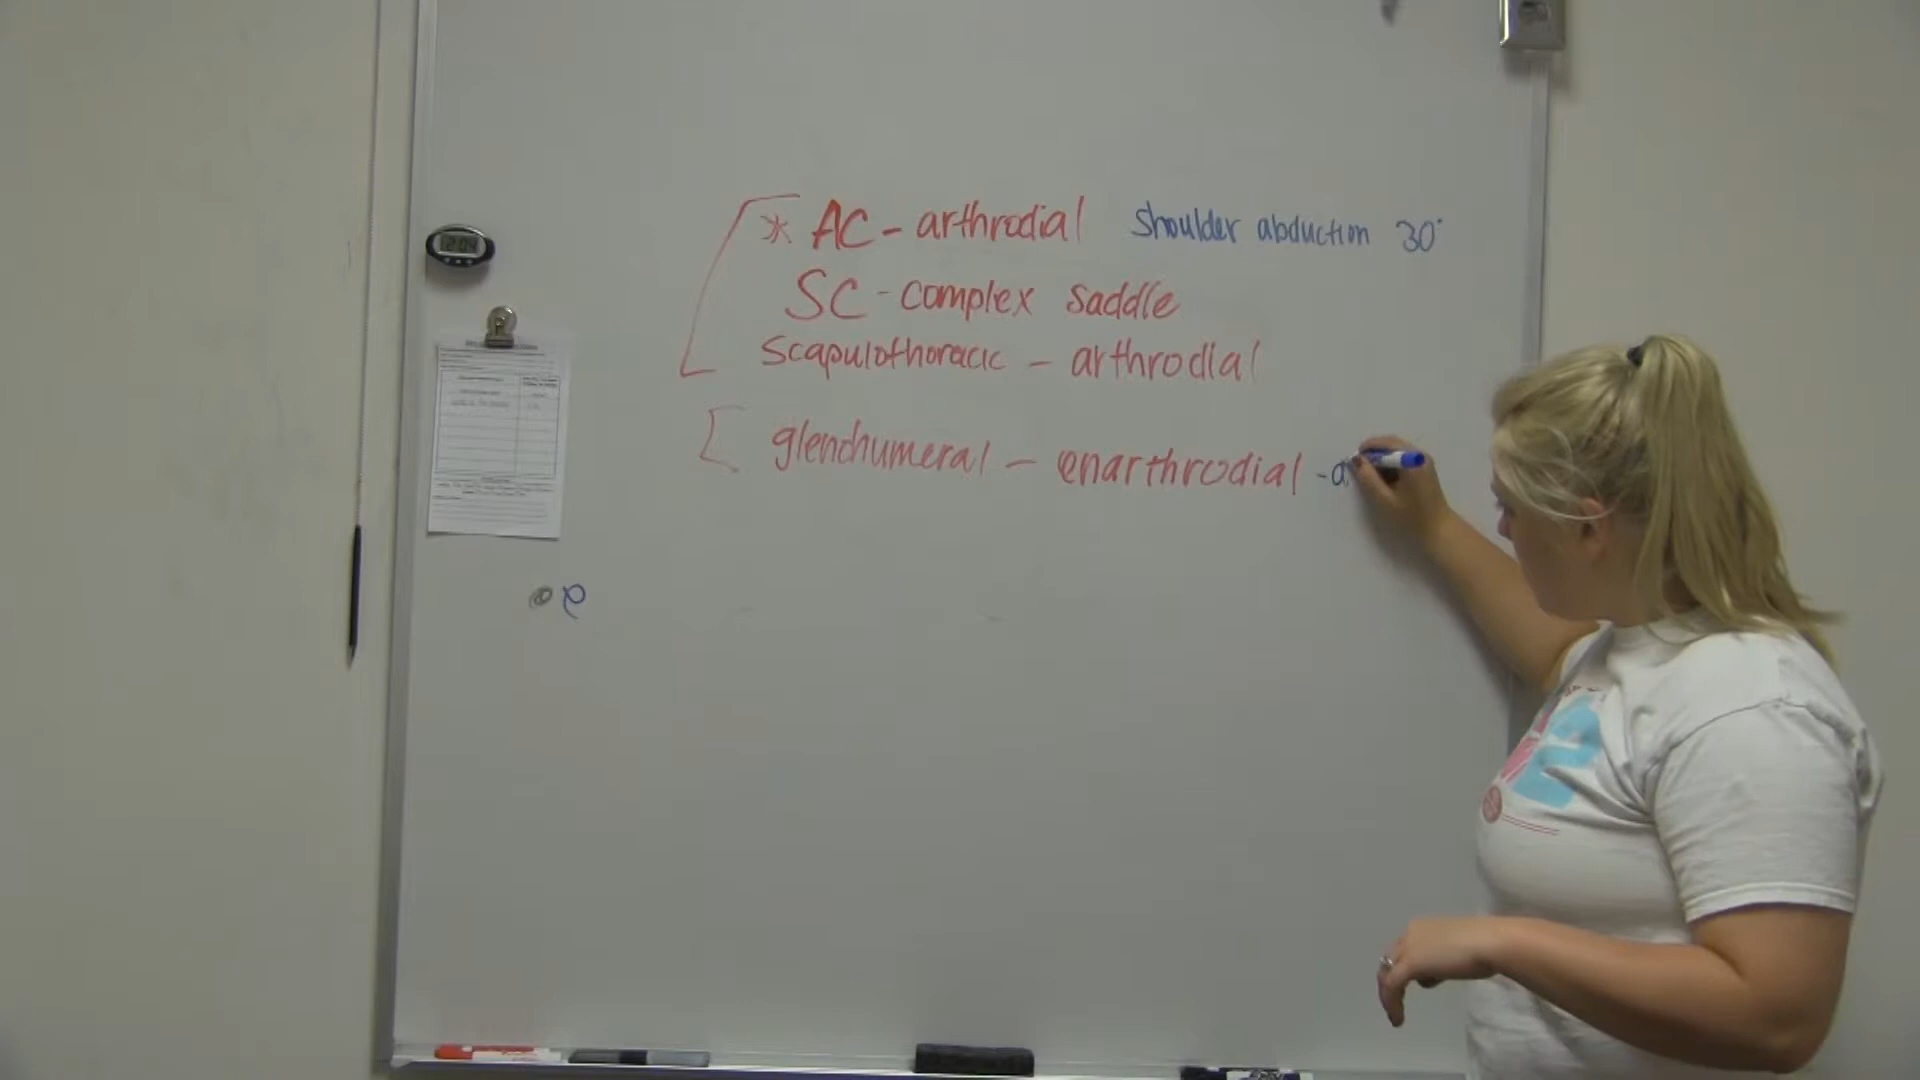 * AC - arthrodial shoulder abduction 30°
SC - complex saddle
scapulothoracic - arthrodial
glenohumeral - enarthrodial - a
e